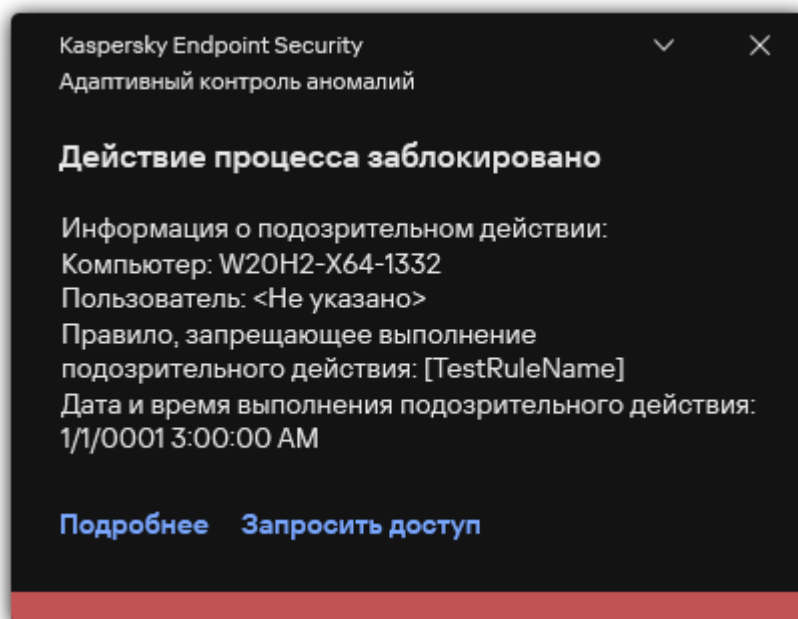 Kaspersky Endpoint Security
Адаптивный контроль аномалий
Действие процесса заблокировано
Информация о подозрительном действии:
Компьютер: W20H2-X64-1332
Пользователь: <Не указано>
Правило, запрещающее выполнение
подозрительного действия: [TestRuleName]
Дата и время выполнения подозрительного действия:
1/1/0001 3:00:00 AM
Подробнее Запросить доступ